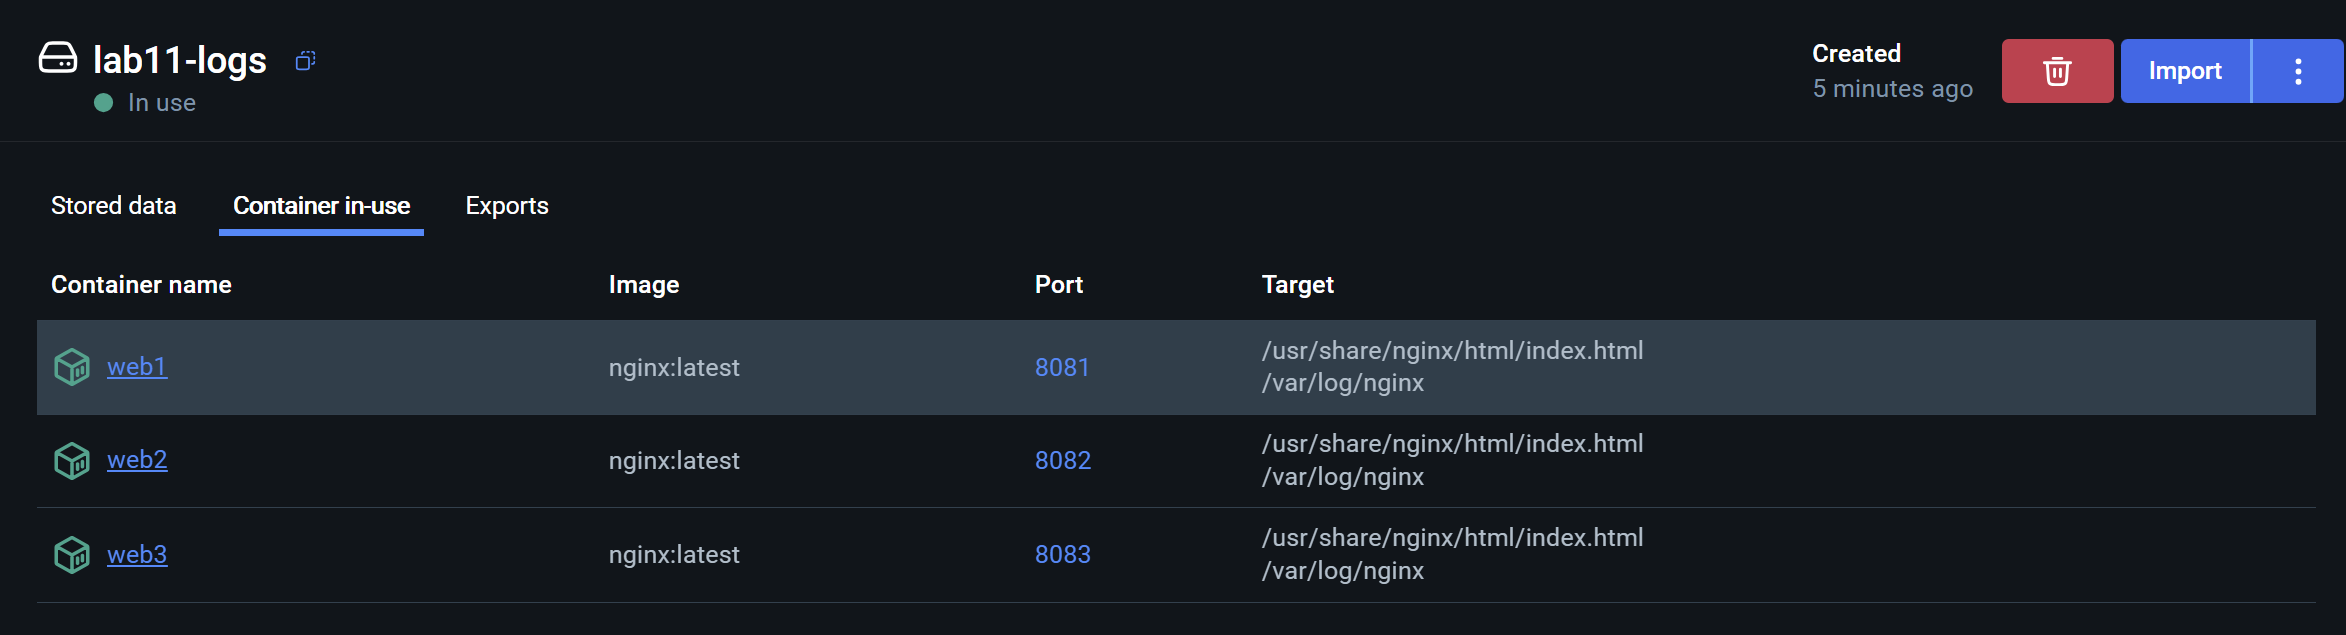 lab11-logs
In use
Created
5 minutes ago
Import
Stored data Container in-use Exports
Container name Image Port Target
web1 nginx:latest 8081 /usr/share/nginx/html/index.html
/var/log/nginx
web2 nginx:latest 8082 /usr/share/nginx/html/index.html
/var/log/nginx
web3 nginx:latest 8083 /usr/share/nginx/html/index.html
/var/log/nginx